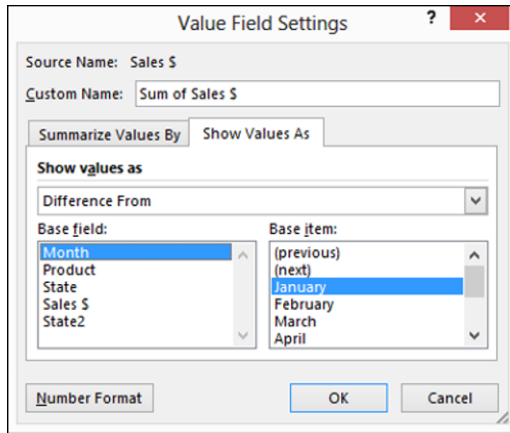 Value Field Settings
?
×
Source Name: Sales $
Custom Name: Sum of Sales $
Summarize Values By
Show Values As
Show values as
Difference From
Base field:
Month
Product
State
Sales $
State2
Base item:
(previous)
(next)
January
February
March
April
Number Format
OK
Cancel